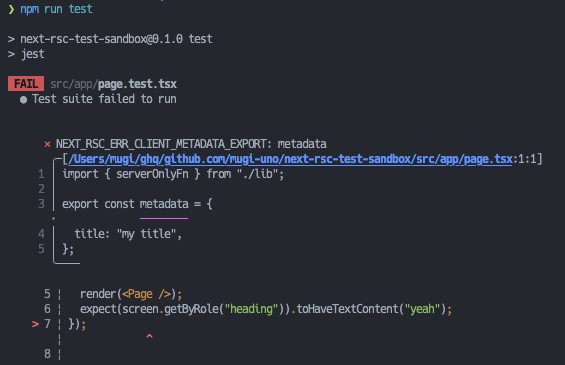 ❯ npm run test
> next-rsc-test-sandbox@0.1.0 test
> jest
FAIL src/app/page.test.tsx
● Test suite failed to run
× NEXT_RSC_ERR_CLIENT_METADATA_EXPORT: metadata
╭─[/Users/mugi/ghq/github.com/mugi-uno/next-rsc-test-sandbox/src/app/page.tsx:1:1]
1 │ import { serverOnlyFn } from "./lib";
2 │
3 │ export const metadata = {
4 │ title: "my title",
5 │ };
5 ¦ render(<Page />);
6 ¦ expect(screen.getByRole("heading")).toHaveTextContent("yeah");
> 7 ¦ });
¦ ^
8 ¦